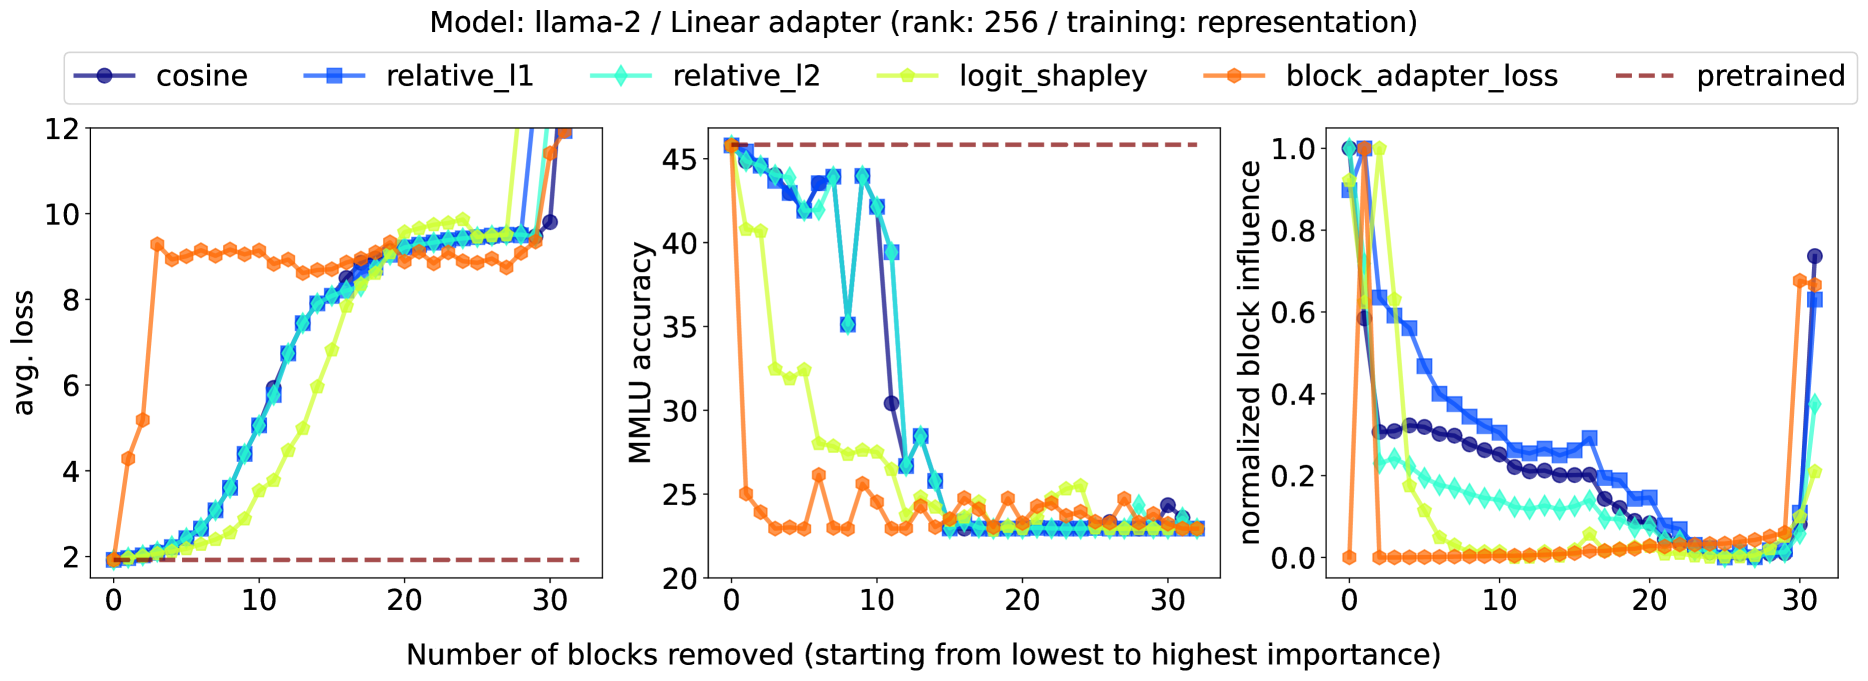 Model: llama-2 / Linear adapter (rank: 256 / training: representation)
cosine relative_l1 relative_l2 logit_shapley block_adapter_loss pretrained
avg. loss
12
10
8
6
4
2
0 10 20 30
MMLU accuracy
45
40
35
30
25
20
0 10 20 30
normalized block influence
1.0
0.8
0.6
0.4
0.2
0.0
0 10 20 30
Number of blocks removed (starting from lowest to highest importance)